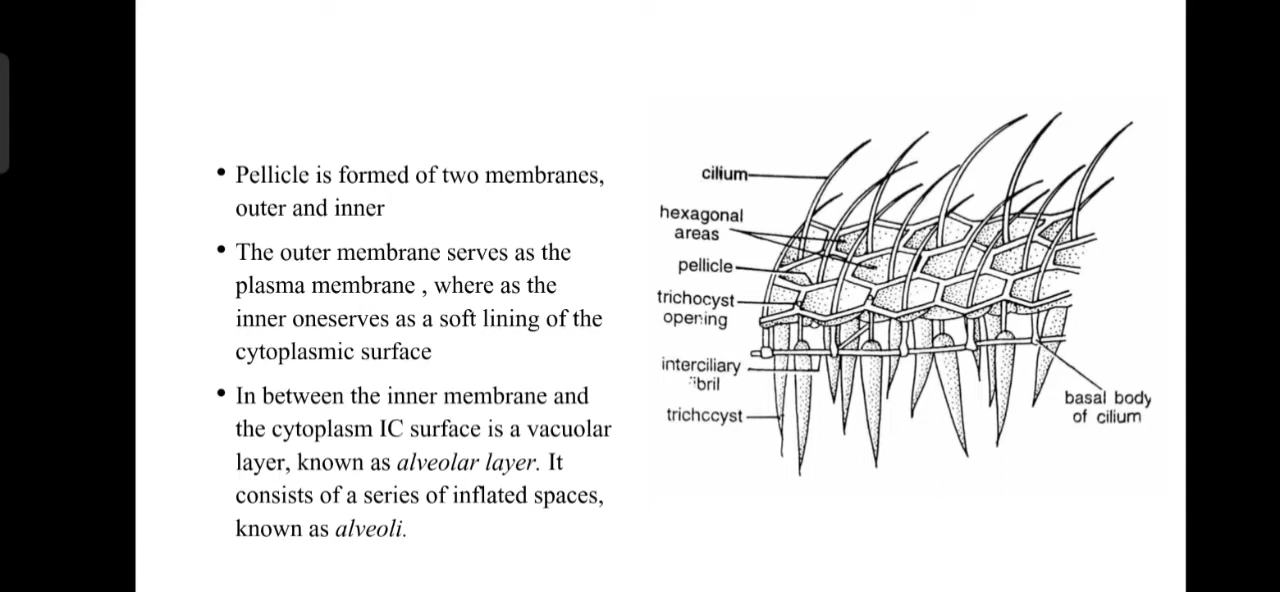 • Pellicle is formed of two membranes,
outer and inner
• The outer membrane serves as the
plasma membrane , where as the
inner oneserves as a soft lining of the
cytoplasmic surface
• In between the inner membrane and
the cytoplasm IC surface is a vacuolar
layer, known as alveolar layer. It
consists of a series of inflated spaces,
known as alveoli.
cilium
hexagonal
areas
pellicle
trichocyst
opening
interciliary
fibril
trichccyst
basal body
of cilium